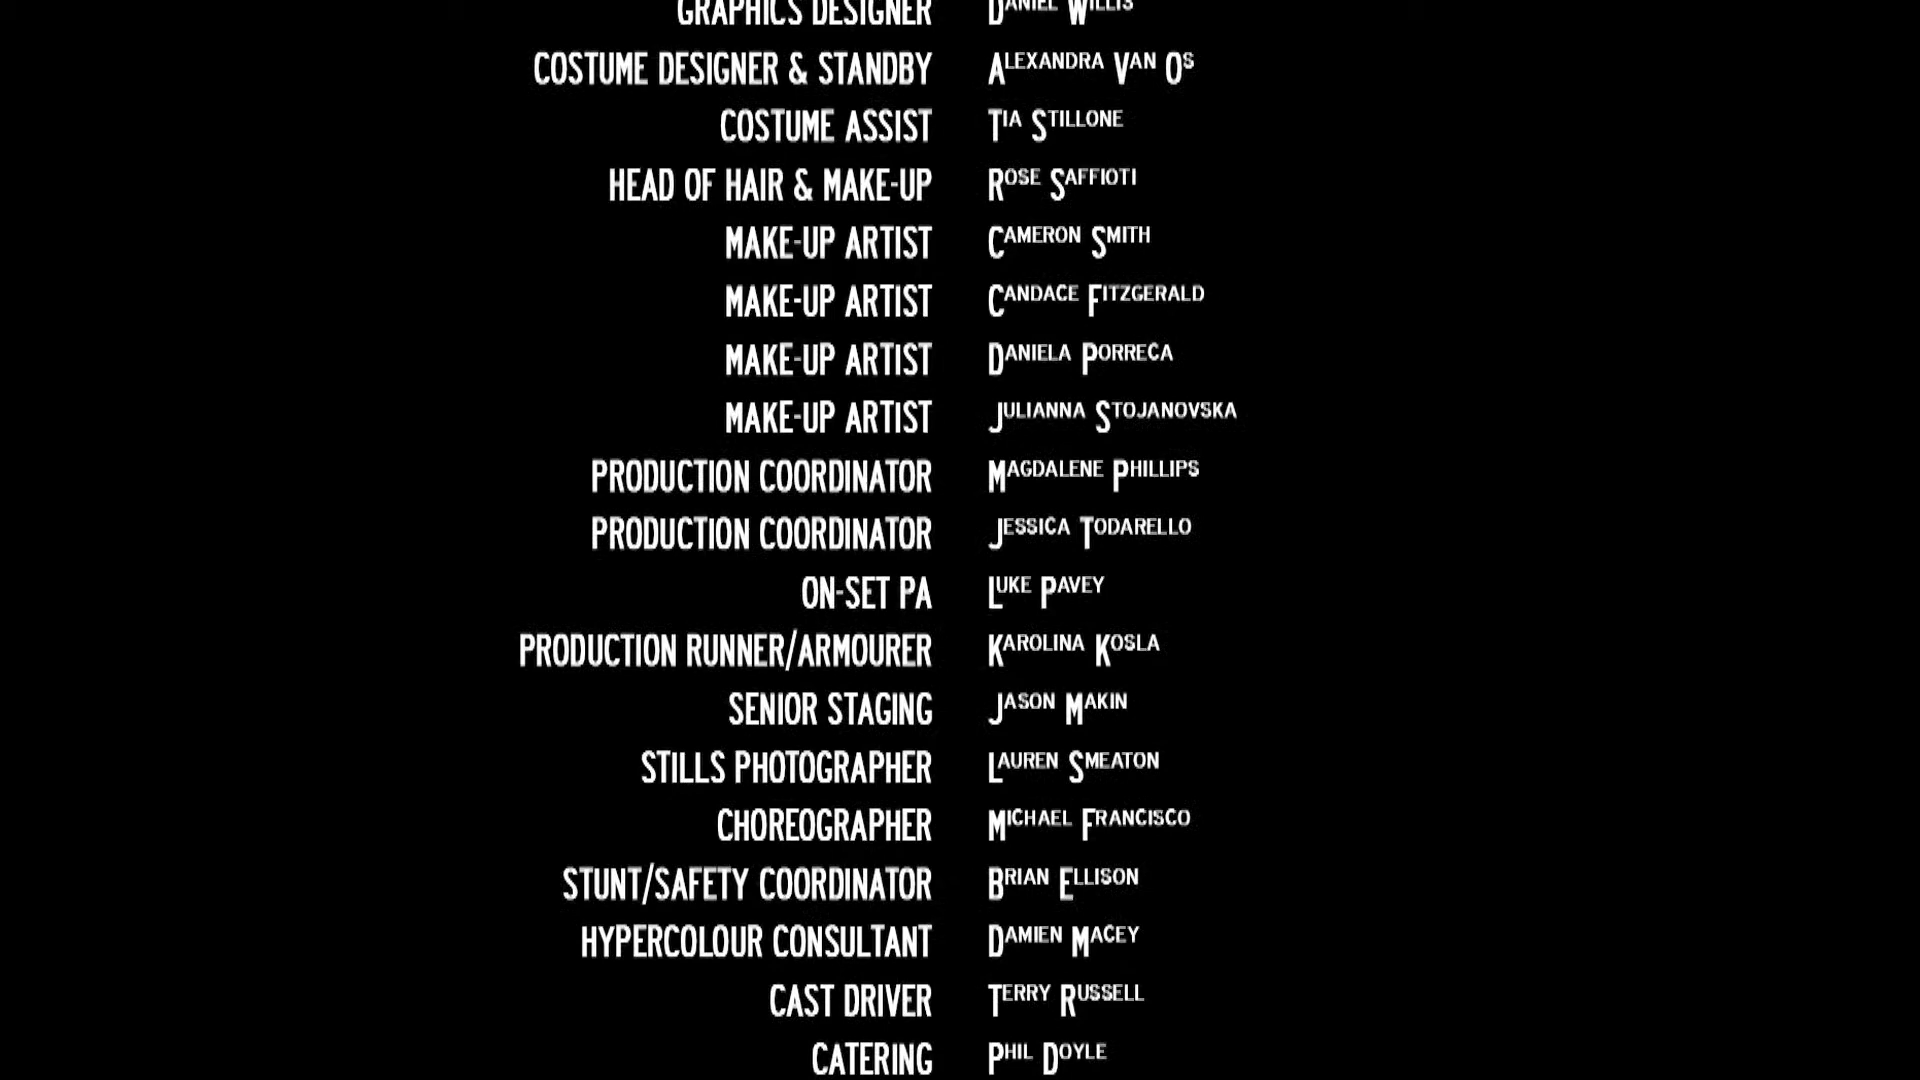 GRAPHICS DESIGNER Daniel Willis
COSTUME DESIGNER & STANDBY Alexandra Van Os
COSTUME ASSIST Tia Stillone
HEAD OF HAIR & MAKE-UP Rose Saffioti
MAKE-UP ARTIST Cameron Smith
MAKE-UP ARTIST Candace Fitzgerald
MAKE-UP ARTIST Daniela Porreca
MAKE-UP ARTIST Julianna Stojanovska
PRODUCTION COORDINATOR Magdalene Phillips
PRODUCTION COORDINATOR Jessica Todarello
ON-SET PA Luke Pavey
PRODUCTION RUNNER/ARMOURER Karolina Kosla
SENIOR STAGING Jason Makin
STILLS PHOTOGRAPHER Lauren Smeaton
CHOREOGRAPHER Michael Francisco
STUNT/SAFETY COORDINATOR Brian Ellison
HYPERCOLOUR CONSULTANT Damien Macey
CAST DRIVER Terry Russell
CATERING Phil Doyle